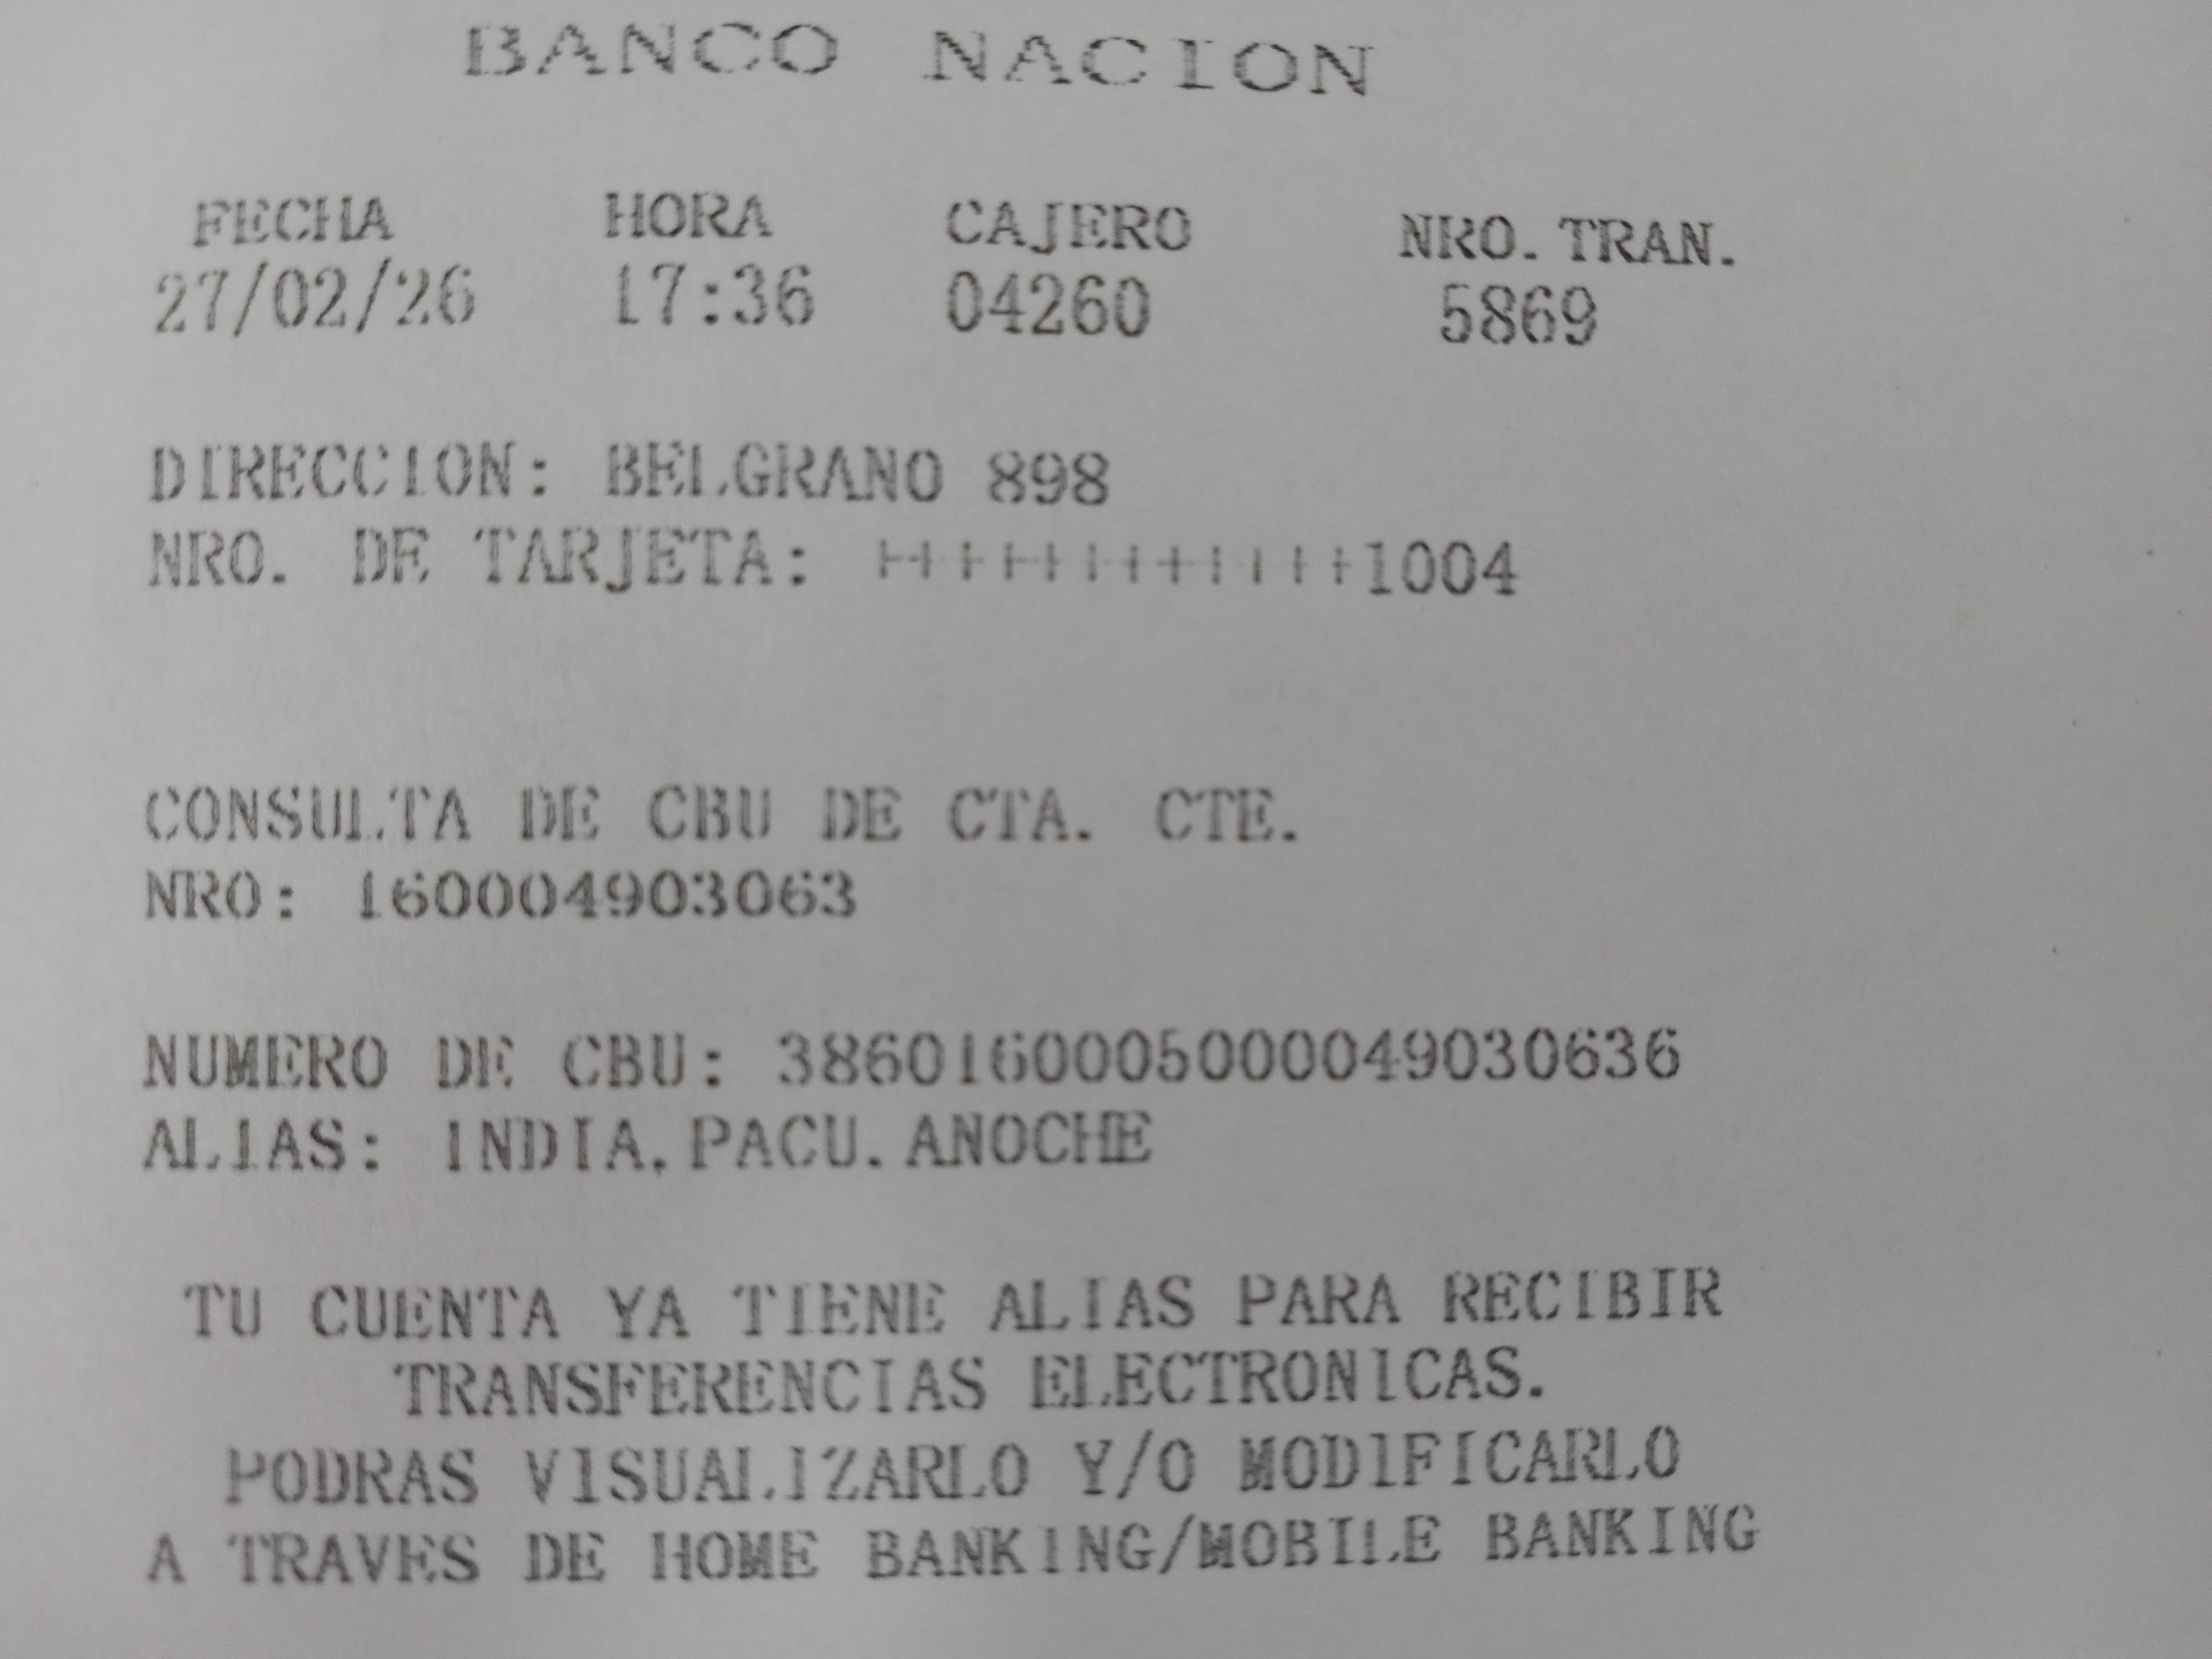 BANCO NACION
FECHA HORA CAJERO NRO. TRAN.
27/02/26 17:36 04260 5869
DIRECCION: BELGRANO 898
NRO. DE TARJETA: ++++++++++++1004
CONSULTA DE CBU DE CTA. CTE.
NRO: 160004903063
NUMERO DE CBU: 3860160005000049030636
ALIAS: INDIA.PACU.ANOCHE
TU CUENTA YA TIENE ALIAS PARA RECIBIR
TRANSFERENCIAS ELECTRONICAS.
PODRAS VISUALIZARLO Y/O MODIFICARLO
A TRAVES DE HOME BANKING/MOBILE BANKING